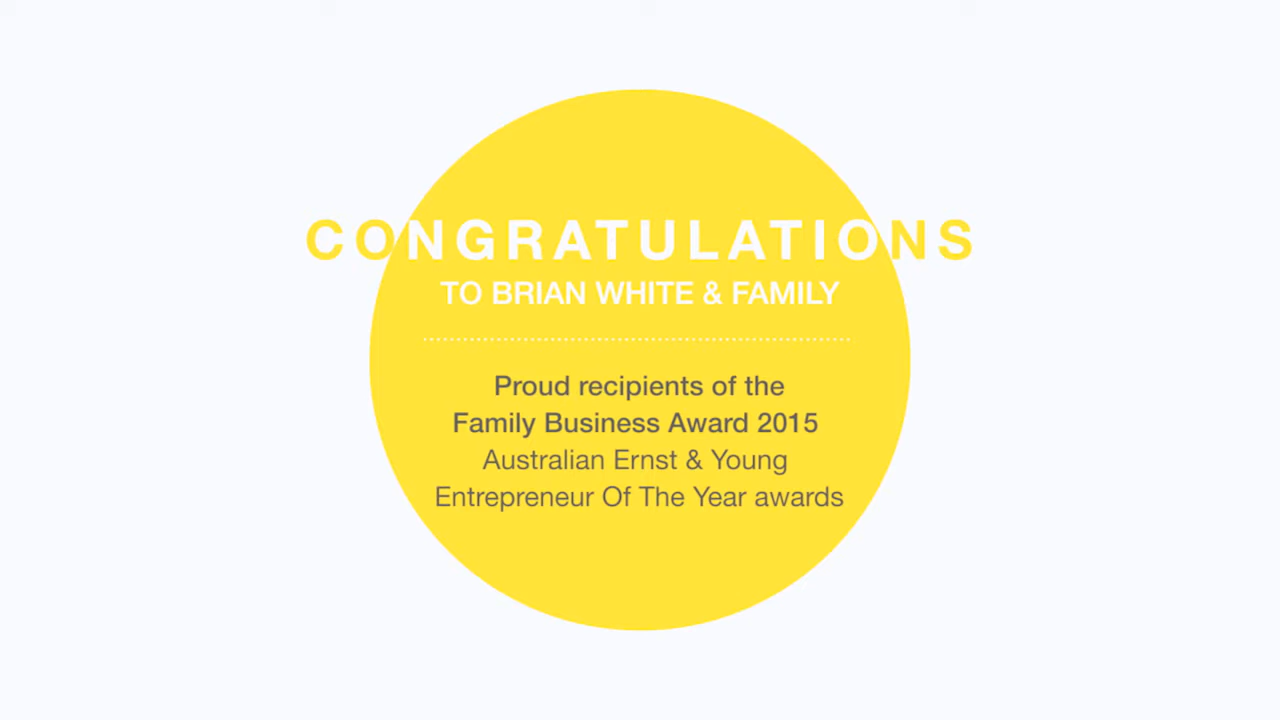 CONGRATULATIONS
TO BRIAN WHITE & FAMILY
Proud recipients of the
Family Business Award 2015
Australian Ernst & Young
Entrepreneur Of The Year awards